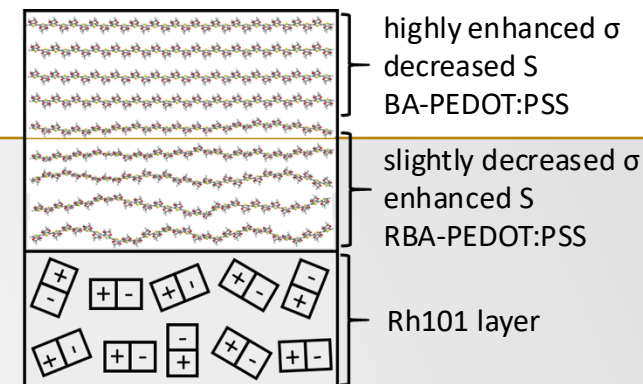 highly enhanced σ
decreased S
BA-PEDOT:PSS
slightly decreased σ
enhanced S
RBA-PEDOT:PSS
Rh101 layer
+ -
+ -
+ -
+ -
- +
+ -
+ -
- +
+ -
+ -